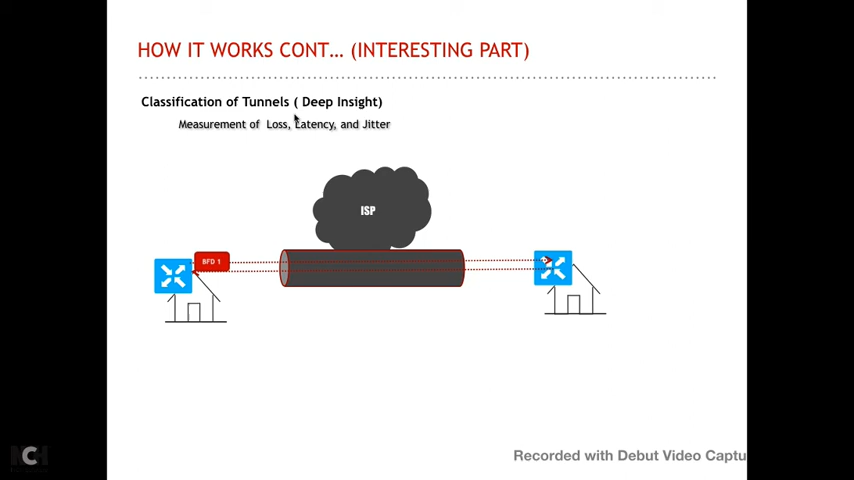 HOW IT WORKS CONT... (INTERESTING PART)
Classification of Tunnels ( Deep Insight)
Measurement of Loss, Latency, and Jitter
ISP
BFD 1
NCH
Recorded with Debut Video Captu